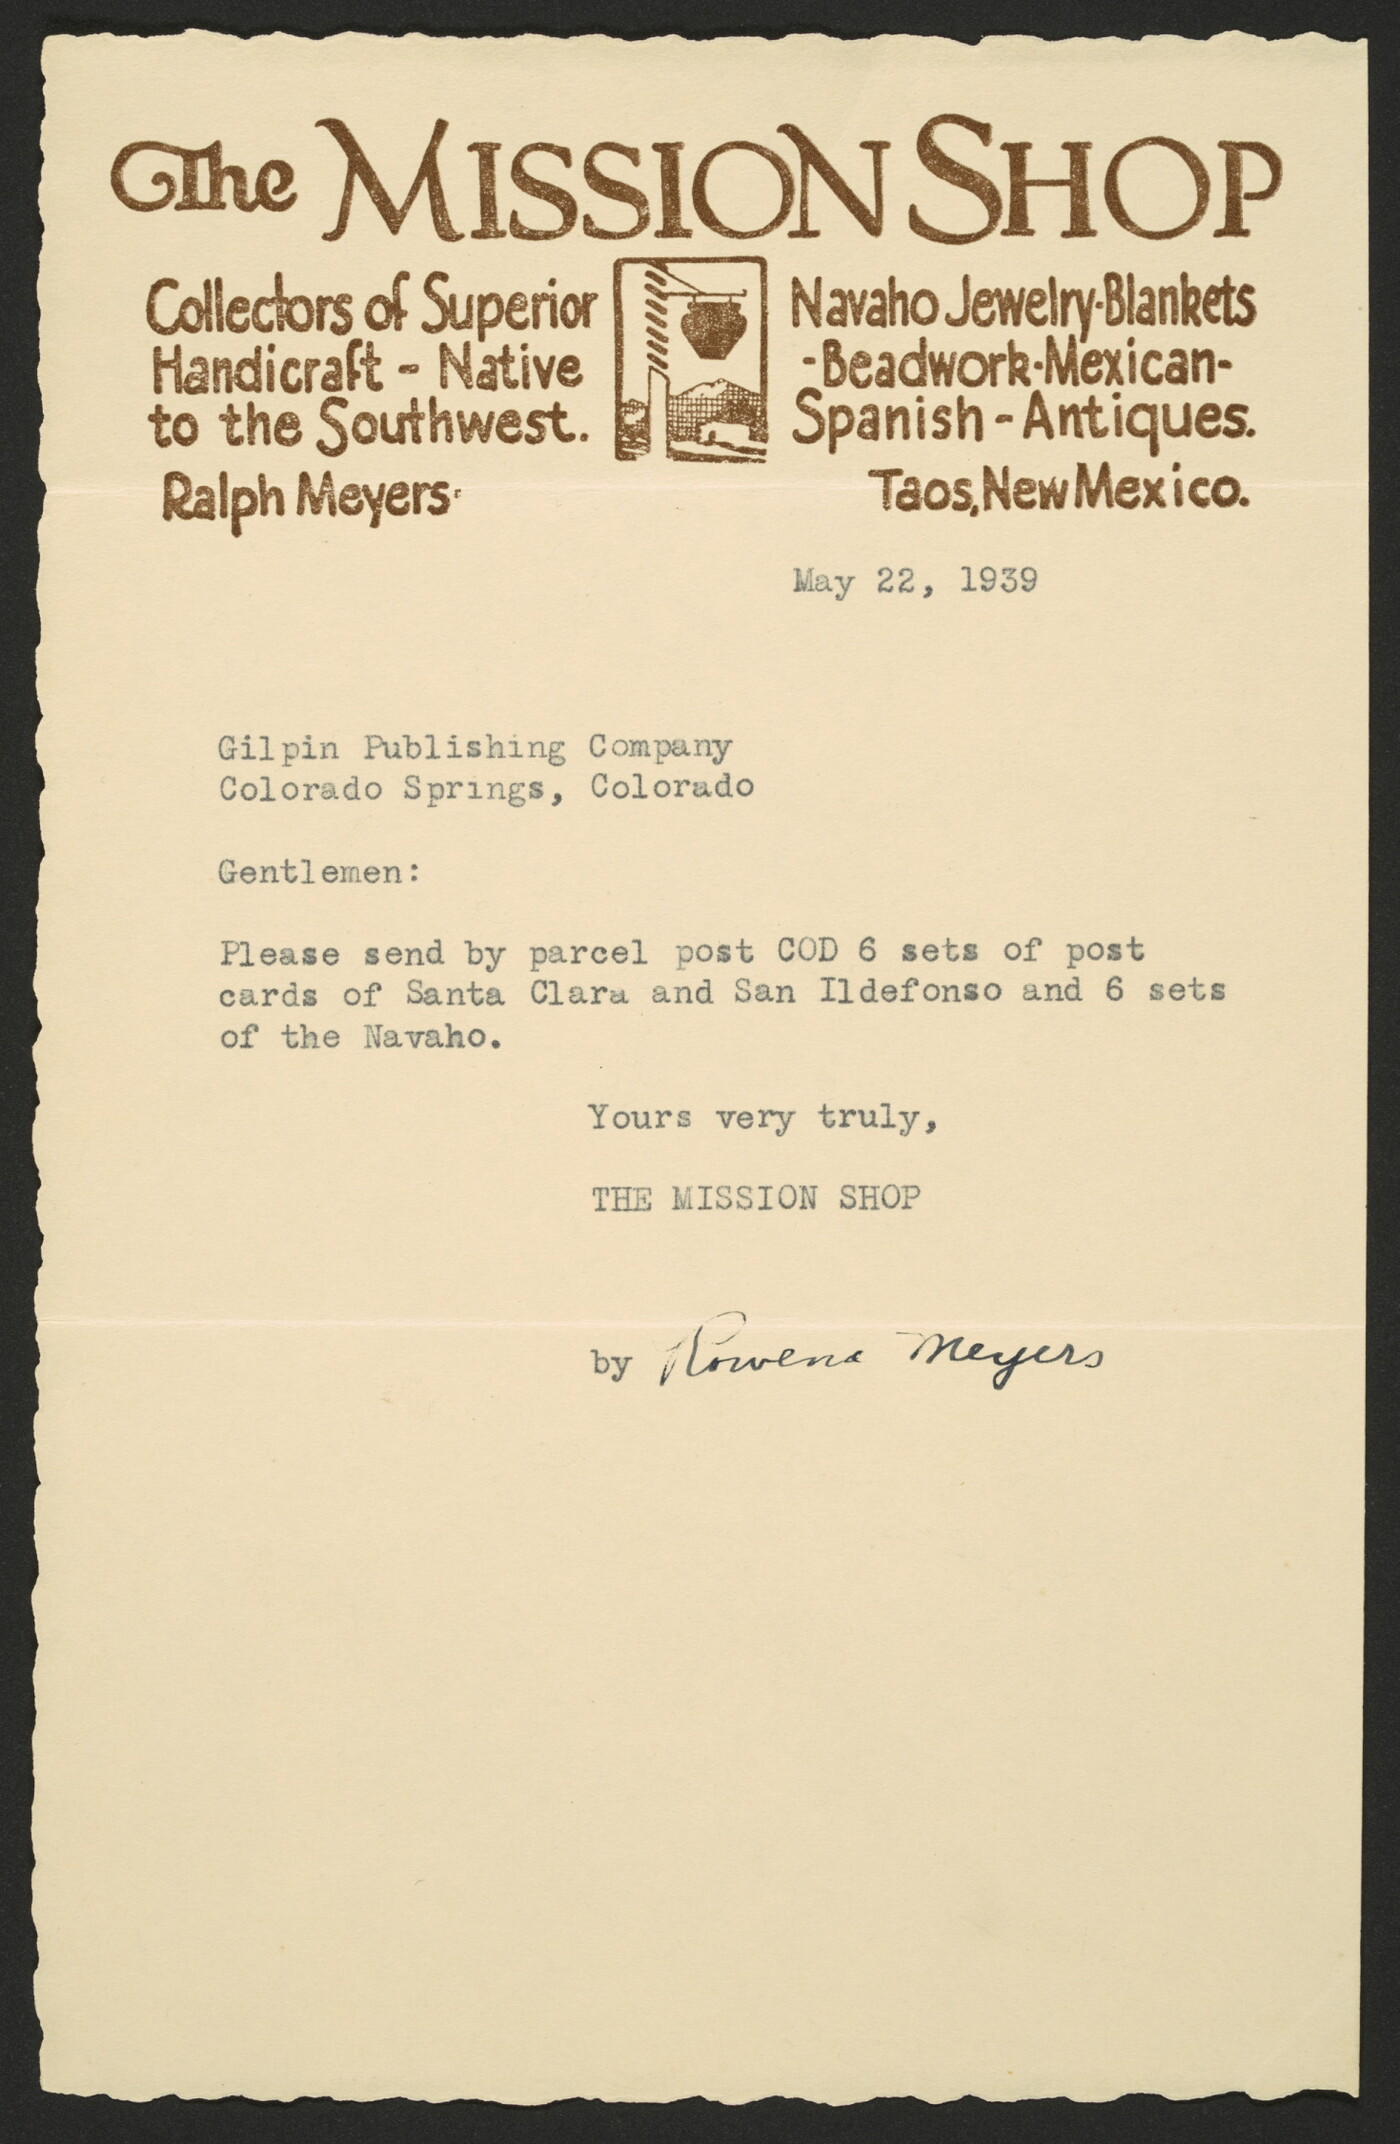 The MISSION SHOP
Collectors of Superior
Handicraft - Native
to the Southwest.
Ralph Meyers.
Navaho Jewelry-Blankets
-Beadwork-Mexican-
Spanish-Antiques.
Taos, New Mexico.
May 22, 1939
Gilpin Publishing Company
Colorado Springs, Colorado
Gentlemen:
Please send by parcel post COD 6 sets of post
cards of Santa Clara and San Ildefonso and 6 sets
of the Navaho.
Yours very truly,
THE MISSION SHOP
by Rowena Meyers